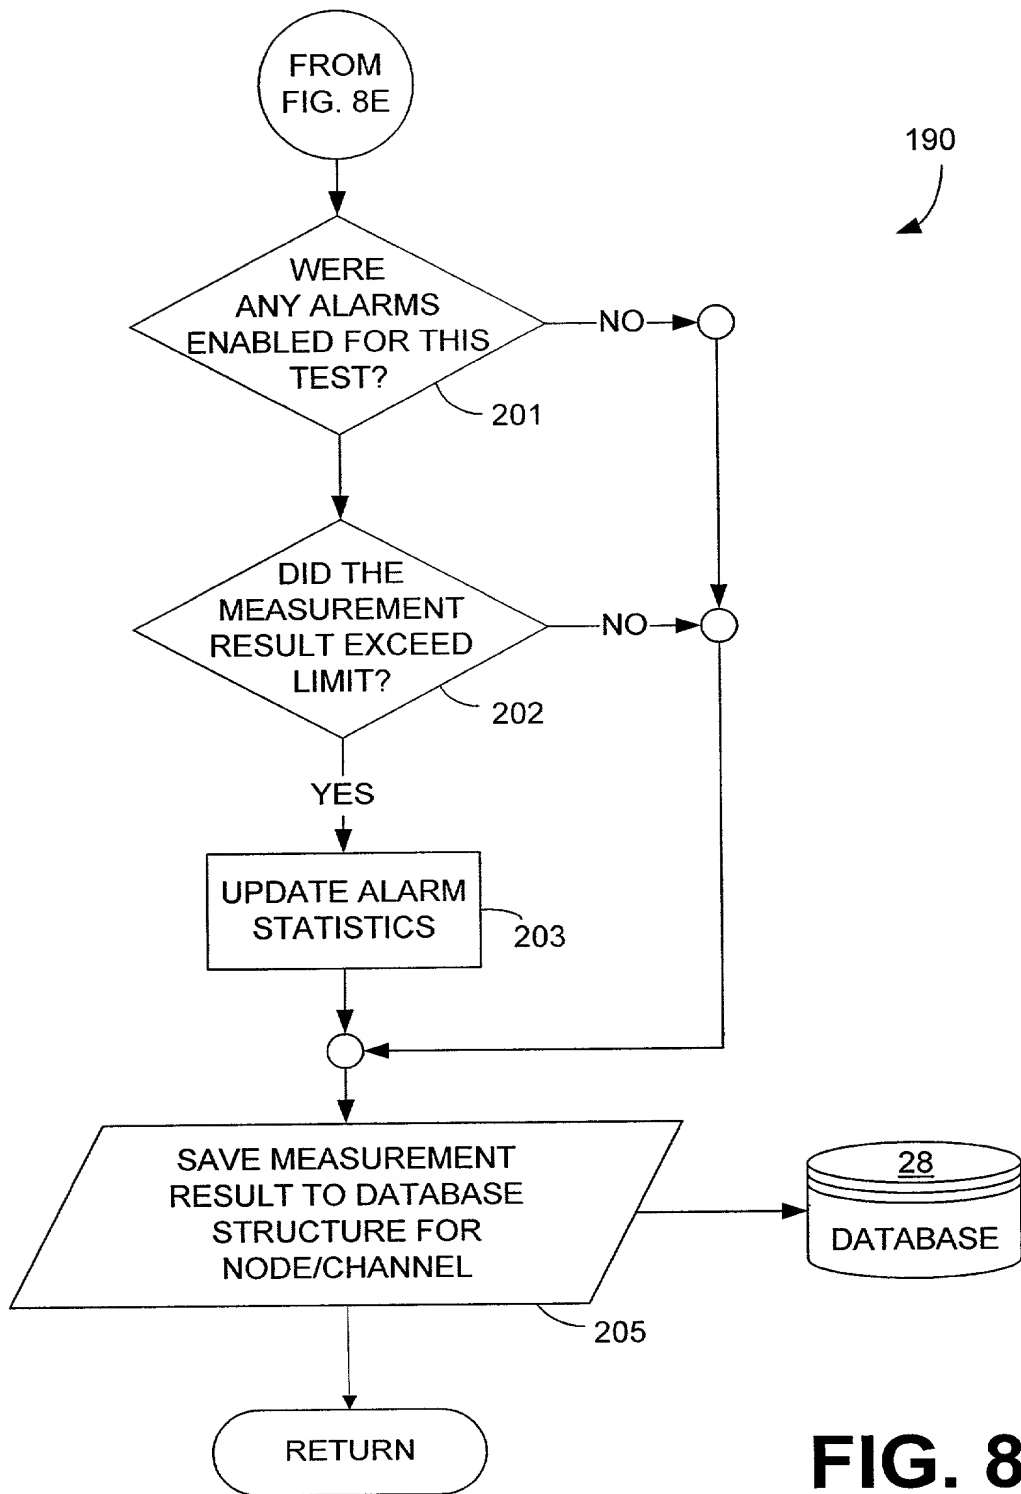 FROM
FIG. 8E
190
WERE
ANY ALARMS
ENABLED FOR THIS
TEST?
NO
201
DID THE
MEASUREMENT
RESULT EXCEED
LIMIT?
NO
202
YES
UPDATE ALARM
STATISTICS
203
SAVE MEASUREMENT
RESULT TO DATABASE
STRUCTURE FOR
NODE/CHANNEL
28
DATABASE
205
RETURN
FIG. 8